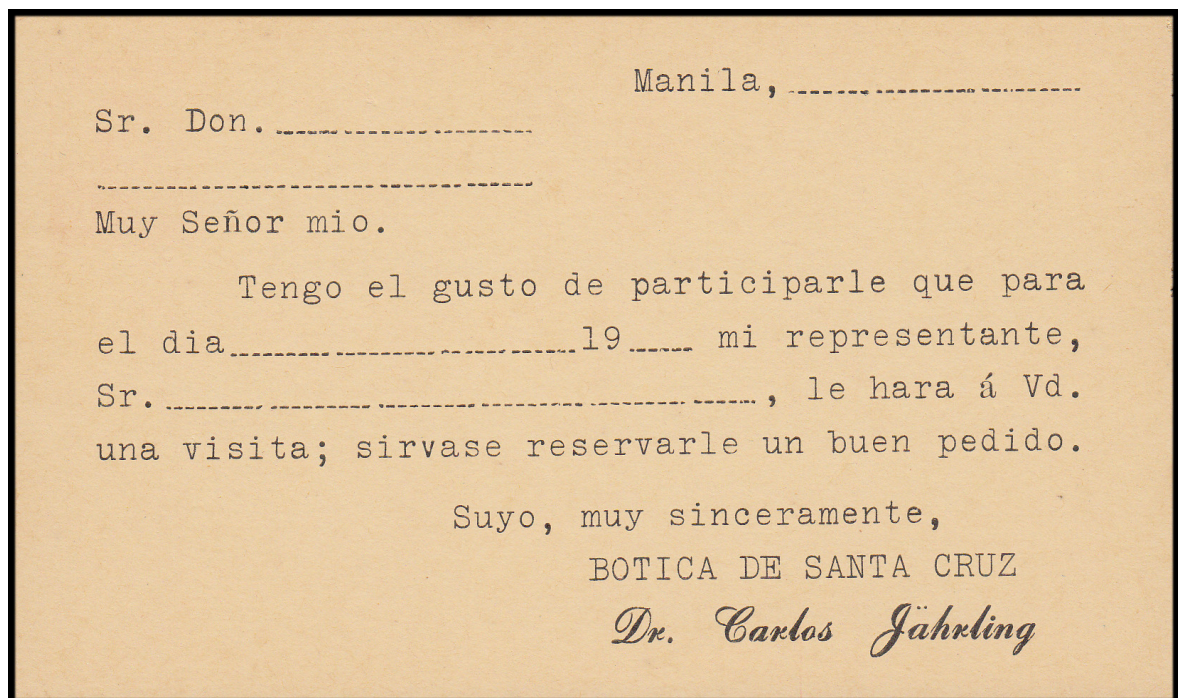 Manila,
Sr. Don.
Muy Señor mio.
Tengo el gusto de participarle que para
el dia 19 mi representante,
Sr. , le hara á Vd.
una visita; sirvase reservarle un buen pedido.
Suyo, muy sinceramente,
BOTICA DE SANTA CRUZ
Dr. Carlos Jährling